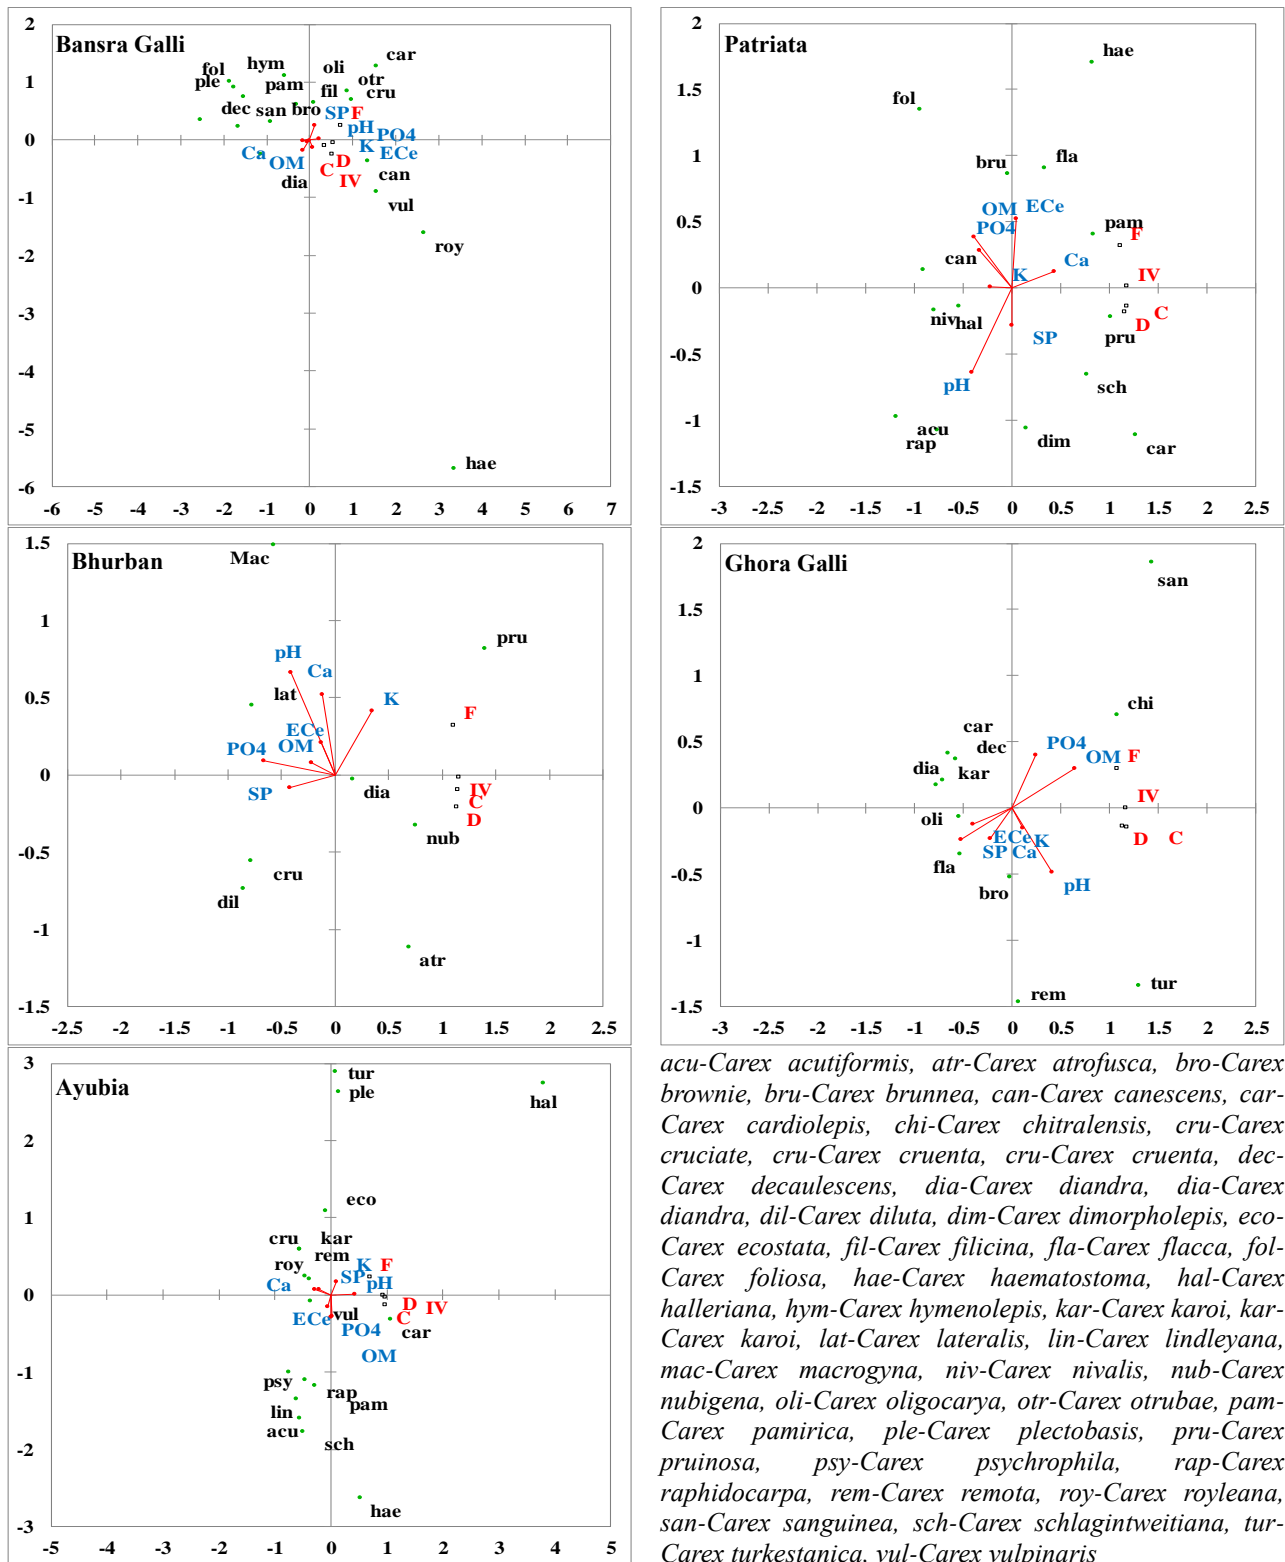 Bansra Galli
2
1
0
-1
-2
-3
-4
-5
-6
-6 -5 -4 -3 -2 -1 0 1 2 3 4 5 6 7
car
hym
oli
fol
otr
ple
pam
fil
cru
dec
san
bro
SP
F
pH
PO4
Ca
K
ECe
OM
D
C
can
dia
IV
vul
roy
hae
Patriata
2
1.5
1
0.5
0
-0.5
-1
-1.5
-3 -2.5 -2 -1.5 -1 -0.5 0 0.5 1 1.5 2 2.5
hae
fol
bru
fla
OM
ECe
PO4
pam
F
can
Ca
K
IV
niv
hal
C
D
SP
pru
pH
sch
acu
rap
dim
car
Bhurban
1.5
1
0.5
0
-0.5
-1
-1.5
-2.5 -2 -1.5 -1 -0.5 0 0.5 1 1.5 2 2.5
Mac
pru
pH
Ca
lat
K
F
ECe
PO4
OM
SP
dia
IV
C
D
nub
cru
dil
atr
Ghora Galli
2
1.5
1
0.5
0
-0.5
-1
-1.5
-3 -2.5 -2 -1.5 -1 -0.5 0 0.5 1 1.5 2 2.5
san
chi
car
dec
PO4
OM
F
dia
kar
IV
oli
ECe
K
D
C
SP
Ca
fla
bro
pH
rem
tur
Ayubia
3
2
1
0
-1
-2
-3
-5 -4 -3 -2 -1 0 1 2 3 4 5
tur
ple
hal
eco
cru
kar
roy
rem
K
F
Ca
SP
pH
D
IV
ECe
vul
C
PO4
car
OM
psy
rap
pam
lin
acu
sch
hae
acu-Carex acutiformis, atr-Carex atrofusca, bro-Carex
brownie, bru-Carex brunnea, can-Carex canescens, car-
Carex cardiolepis, chi-Carex chitralensis, cru-Carex
cruciate, cru-Carex cruenta, cru-Carex cruenta, dec-
Carex decaulescens, dia-Carex diandra, dia-Carex
diandra, dil-Carex diluta, dim-Carex dimorpholepis, eco-
Carex ecostata, fil-Carex filicina, fla-Carex flacca, fol-
Carex foliosa, hae-Carex haematostoma, hal-Carex
halleriana, hym-Carex hymenolepis, kar-Carex karoi, kar-
Carex karoi, lat-Carex lateralis, lin-Carex lindleyana,
mac-Carex macrogyna, niv-Carex nivalis, nub-Carex
nubigena, oli-Carex oligocarya, otr-Carex otrubae, pam-
Carex pamirica, ple-Carex plectobasis, pru-Carex
pruinosa, psy-Carex psychrophila, rap-Carex
raphidocarpa, rem-Carex remota, roy-Carex royleana,
san-Carex sanguinea, sch-Carex schlagintweitiana, tur-
Carex turkestanica, vul-Carex vulpinaris